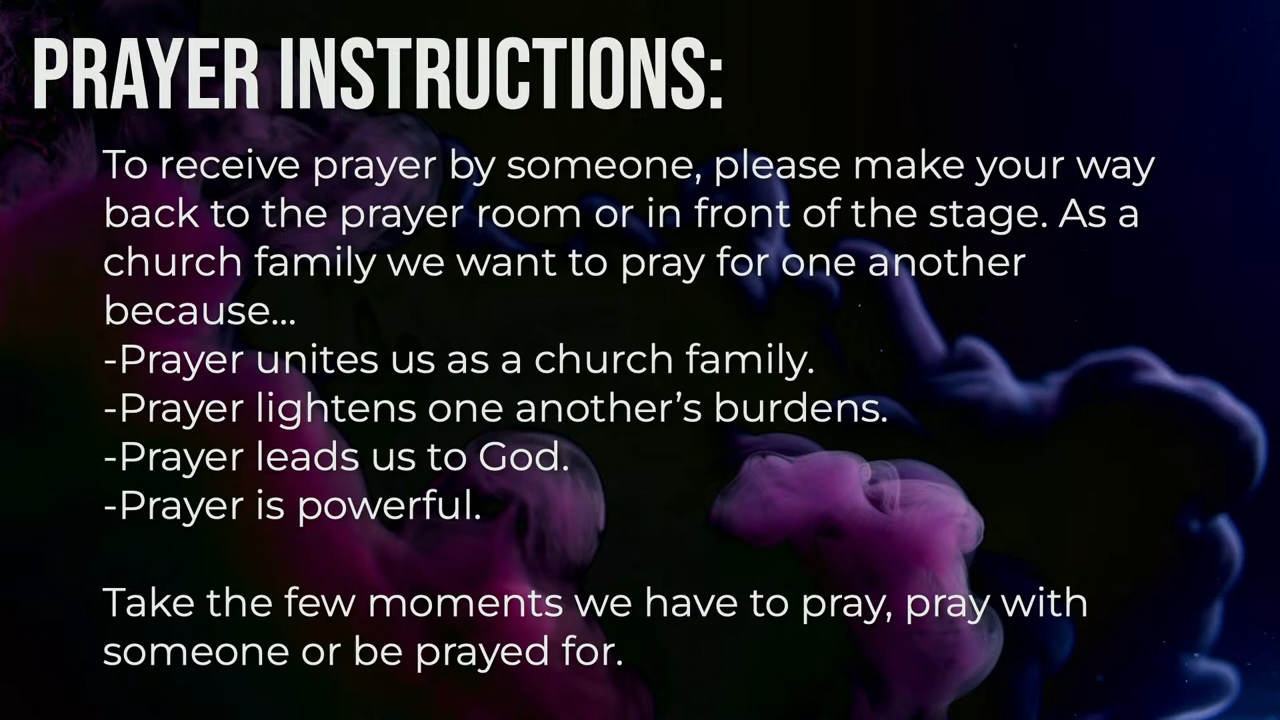 PRAYER INSTRUCTIONS:
To receive prayer by someone, please make your way
back to the prayer room or in front of the stage. As a
church family we want to pray for one another
because...
-Prayer unites us as a church family.
-Prayer lightens one another’s burdens.
-Prayer leads us to God.
-Prayer is powerful.
Take the few moments we have to pray, pray with
someone or be prayed for.